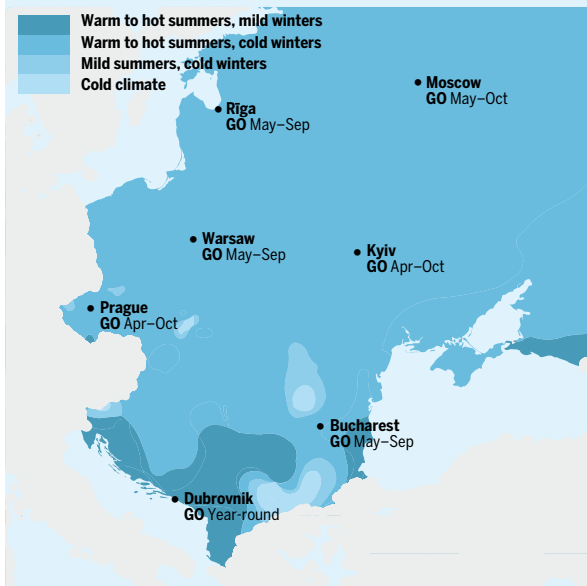 Warm to hot summers, mild winters
Warm to hot summers, cold winters
Mild summers, cold winters
Cold climate
Moscow
GO May–Oct
Rīga
GO May–Sep
Warsaw
GO May–Sep
Kyiv
GO Apr–Oct
Prague
GO Apr–Oct
Bucharest
GO May–Sep
Dubrovnik
GO Year-round